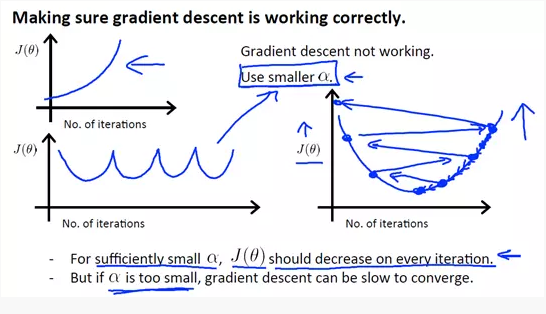 Making sure gradient descent is working correctly.
J(θ)
Gradient descent not working.
Use smaller α.
No. of iterations
J(θ)
J(θ)
No. of iterations
No. of iterations
- For sufficiently small α, J(θ) should decrease on every iteration.
- But if α is too small, gradient descent can be slow to converge.